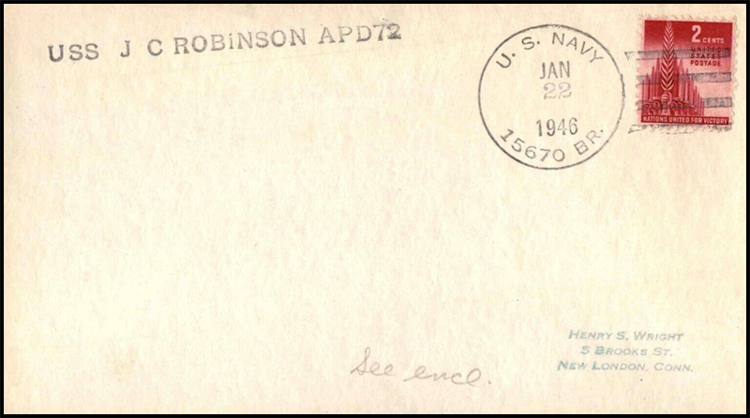 USS J C ROBINSON APD72
U. S. NAVY
JAN
22
1946
15670 BR.
2 CENTS
UNITED
STATES
POSTAGE
NATIONS UNITED FOR VICTORY
HENRY S. WRIGHT
5 BROOKS ST.
NEW LONDON, CONN.
See encl.